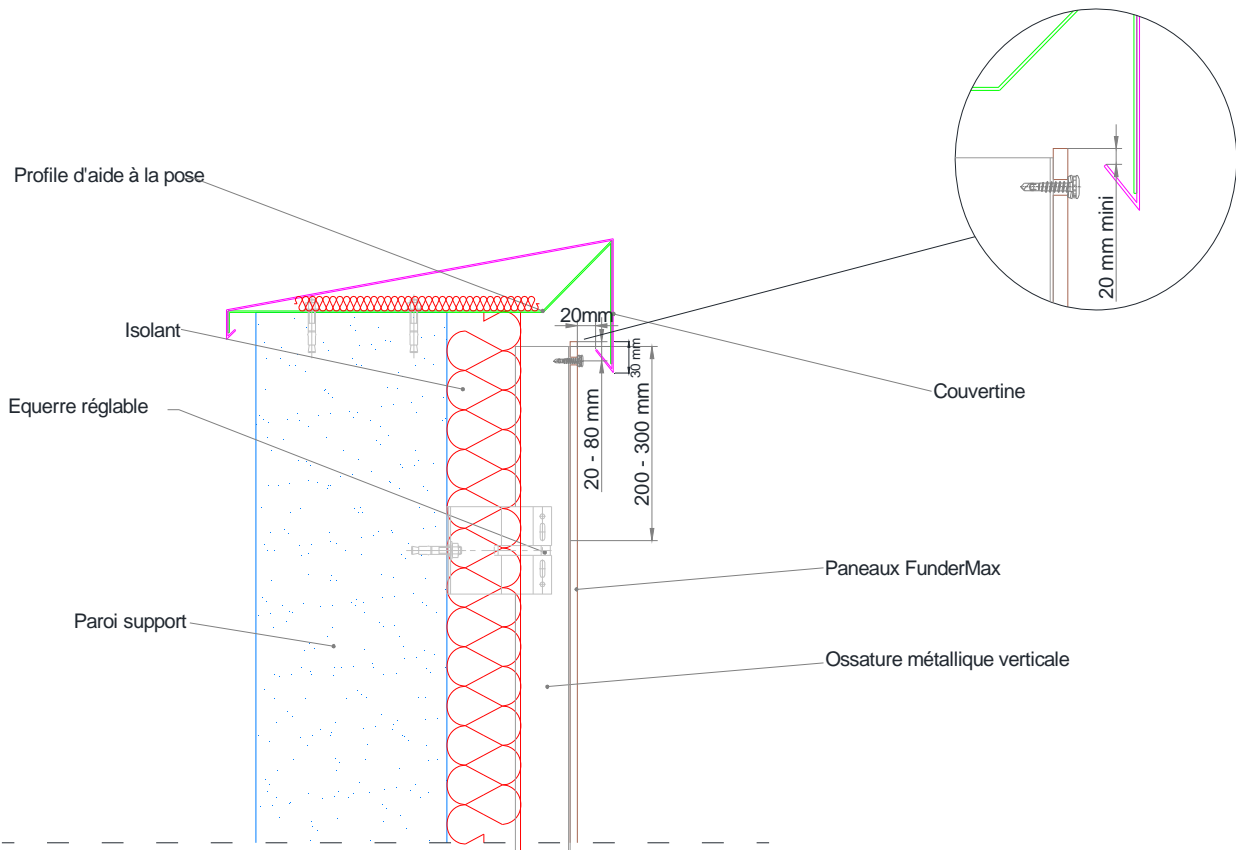 Profile d'aide à la pose
Isolant
Equerre réglable
Paroi support
20mm
30 mm
20 - 80 mm
200 - 300 mm
20 mm mini
Couvertine
Paneaux FunderMax
Ossature métallique verticale